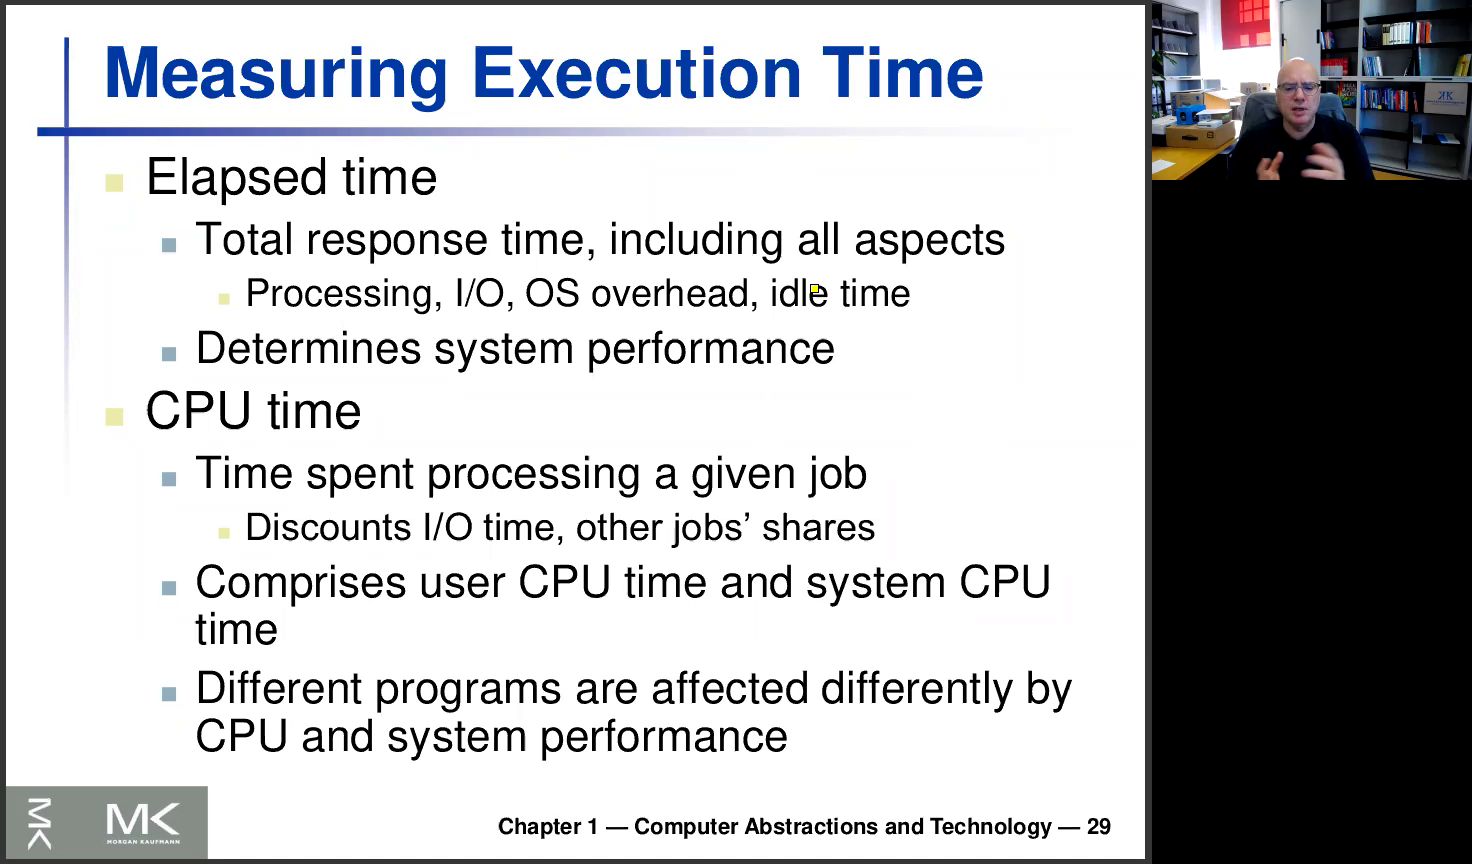 Measuring Execution Time
Elapsed time
Total response time, including all aspects
Processing, I/O, OS overhead, idle time
Determines system performance
CPU time
Time spent processing a given job
Discounts I/O time, other jobs’ shares
Comprises user CPU time and system CPU
time
Different programs are affected differently by
CPU and system performance
MK
MK
MORGAN KAUFMANN
Chapter 1 — Computer Abstractions and Technology — 29